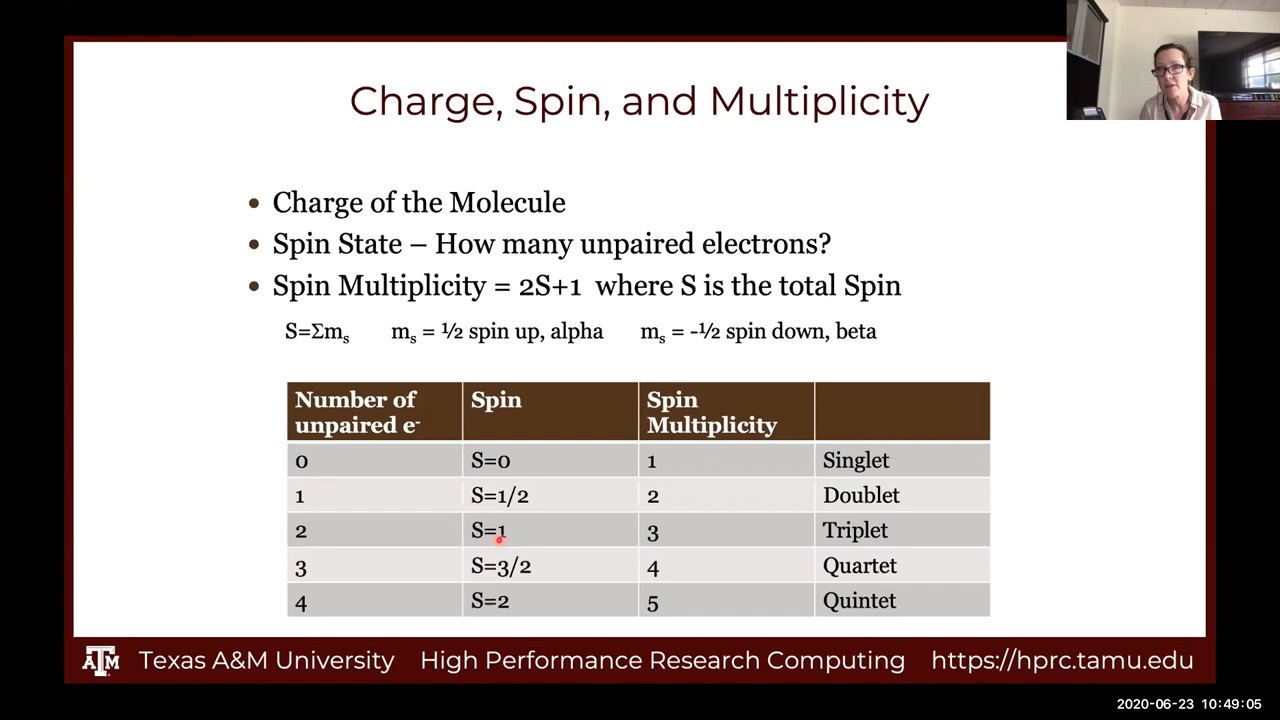 Charge, Spin, and Multiplicity
• Charge of the Molecule
• Spin State – How many unpaired electrons?
• Spin Multiplicity = 2S+1 where S is the total Spin
S=Σmₛ mₛ = ½ spin up, alpha mₛ = -½ spin down, beta
Number of unpaired e⁻ Spin Spin Multiplicity
0 S=0 1 Singlet
1 S=1/2 2 Doublet
2 S=1 3 Triplet
3 S=3/2 4 Quartet
4 S=2 5 Quintet
ATM Texas A&M University High Performance Research Computing https://hprc.tamu.edu
2020-06-23 10:49:05